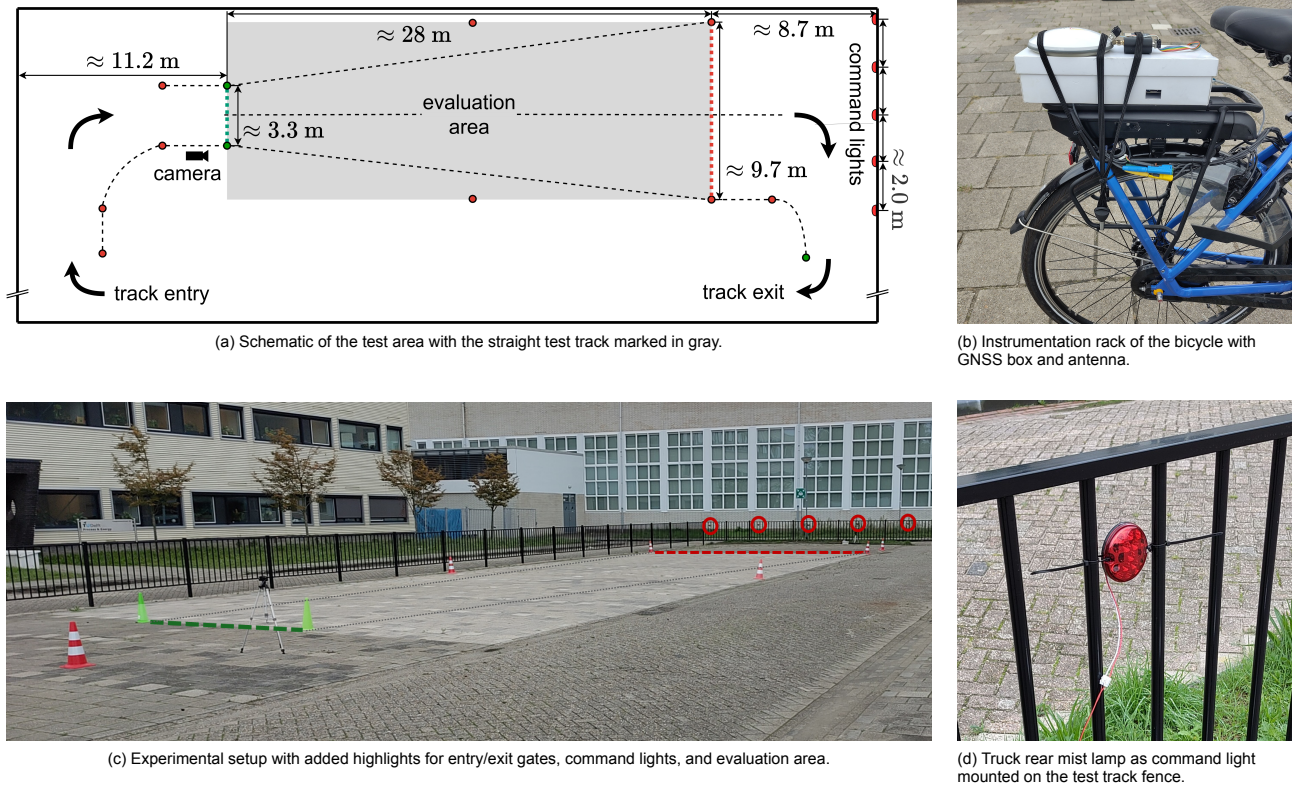 ≈ 28 m
≈ 8.7 m
≈ 11.2 m
command lights
evaluation
area
≈ 3.3 m
camera
≈ 9.7 m
≈ 2.0 m
track entry
track exit
(a) Schematic of the test area with the straight test track marked in gray.
(b) Instrumentation rack of the bicycle with
GNSS box and antenna.
(c) Experimental setup with added highlights for entry/exit gates, command lights, and evaluation area.
(d) Truck rear mist lamp as command light
mounted on the test track fence.